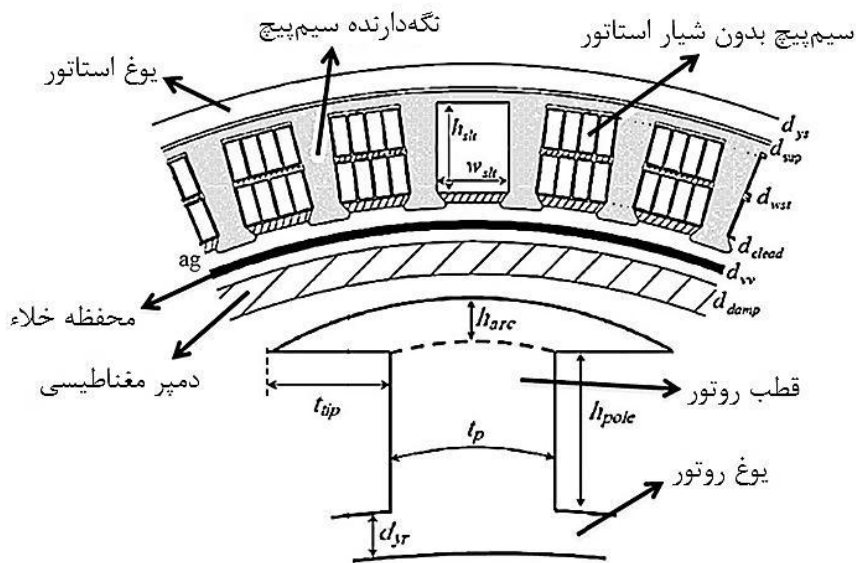 سیم‌پیچ بدون شیار استاتور
نگه‌دارنده سیم‌پیچ
یوغ استاتور
d_ys
d_sup
h_slt
w_slt
d_wst
d_clead
ag
d_vv
d_damp
محفظه خلاء
دمپر مغناطیسی
h_arc
قطب روتور
t_tip
h_pole
t_p
یوغ روتور
d_yr